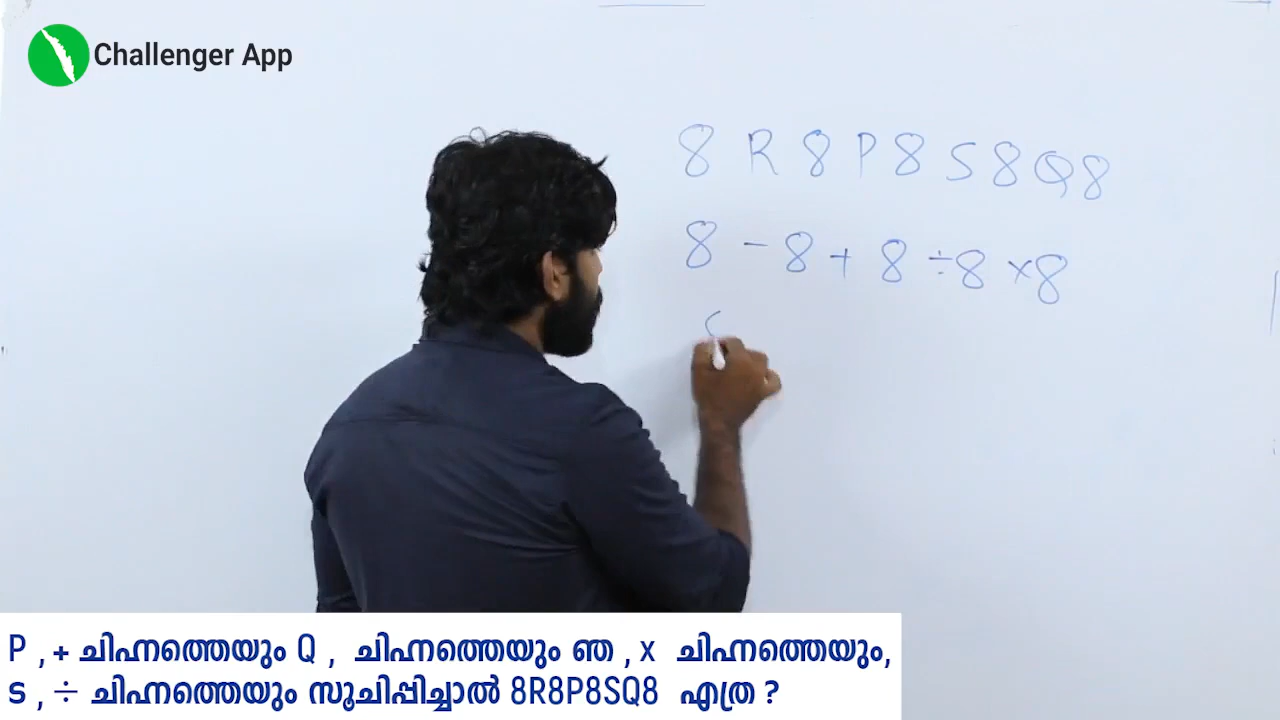 Challenger App
8 R 8 P 8 S 8 Q 8
8 - 8 + 8 ÷ 8 × 8
P , + ചിഹ്നത്തെയും Q , ചിഹ്നത്തെയും ഞ , x ചിഹ്നത്തെയും,
s , ÷ ചിഹ്നത്തെയും സൂചിപ്പിച്ചാൽ 8R8P8SQ8 എത്ര ?